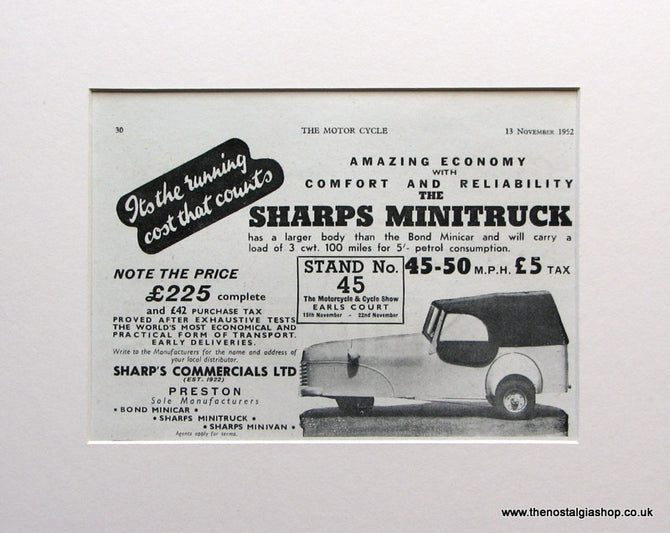 30 THE MOTOR CYCLE 13 NOVEMBER 1952
Its the running
cost that counts
AMAZING ECONOMY
WITH
COMFORT AND RELIABILITY
THE
SHARPS MINITRUCK
has a larger body than the Bond Minicar and will carry a
load of 3 cwt. 100 miles for 5/- petrol consumption.
NOTE THE PRICE
£225 complete
and £42 PURCHASE TAX
PROVED AFTER EXHAUSTIVE TESTS
THE WORLD'S MOST ECONOMICAL AND
PRACTICAL FORM OF TRANSPORT.
EARLY DELIVERIES.
Write to the Manufacturers for the name and address of
your local distributor.
SHARP'S COMMERCIALS LTD
(EST. 1922)
PRESTON
Sole Manufacturers
• BOND MINICAR •
• SHARPS MINITRUCK •
• SHARPS MINIVAN •
Agents apply for terms.
STAND No.
45
The Motorcycle & Cycle Show
EARLS COURT
15th November - 22nd November
45-50 M.P.H. £5 TAX
www.thenostalgiashop.co.uk